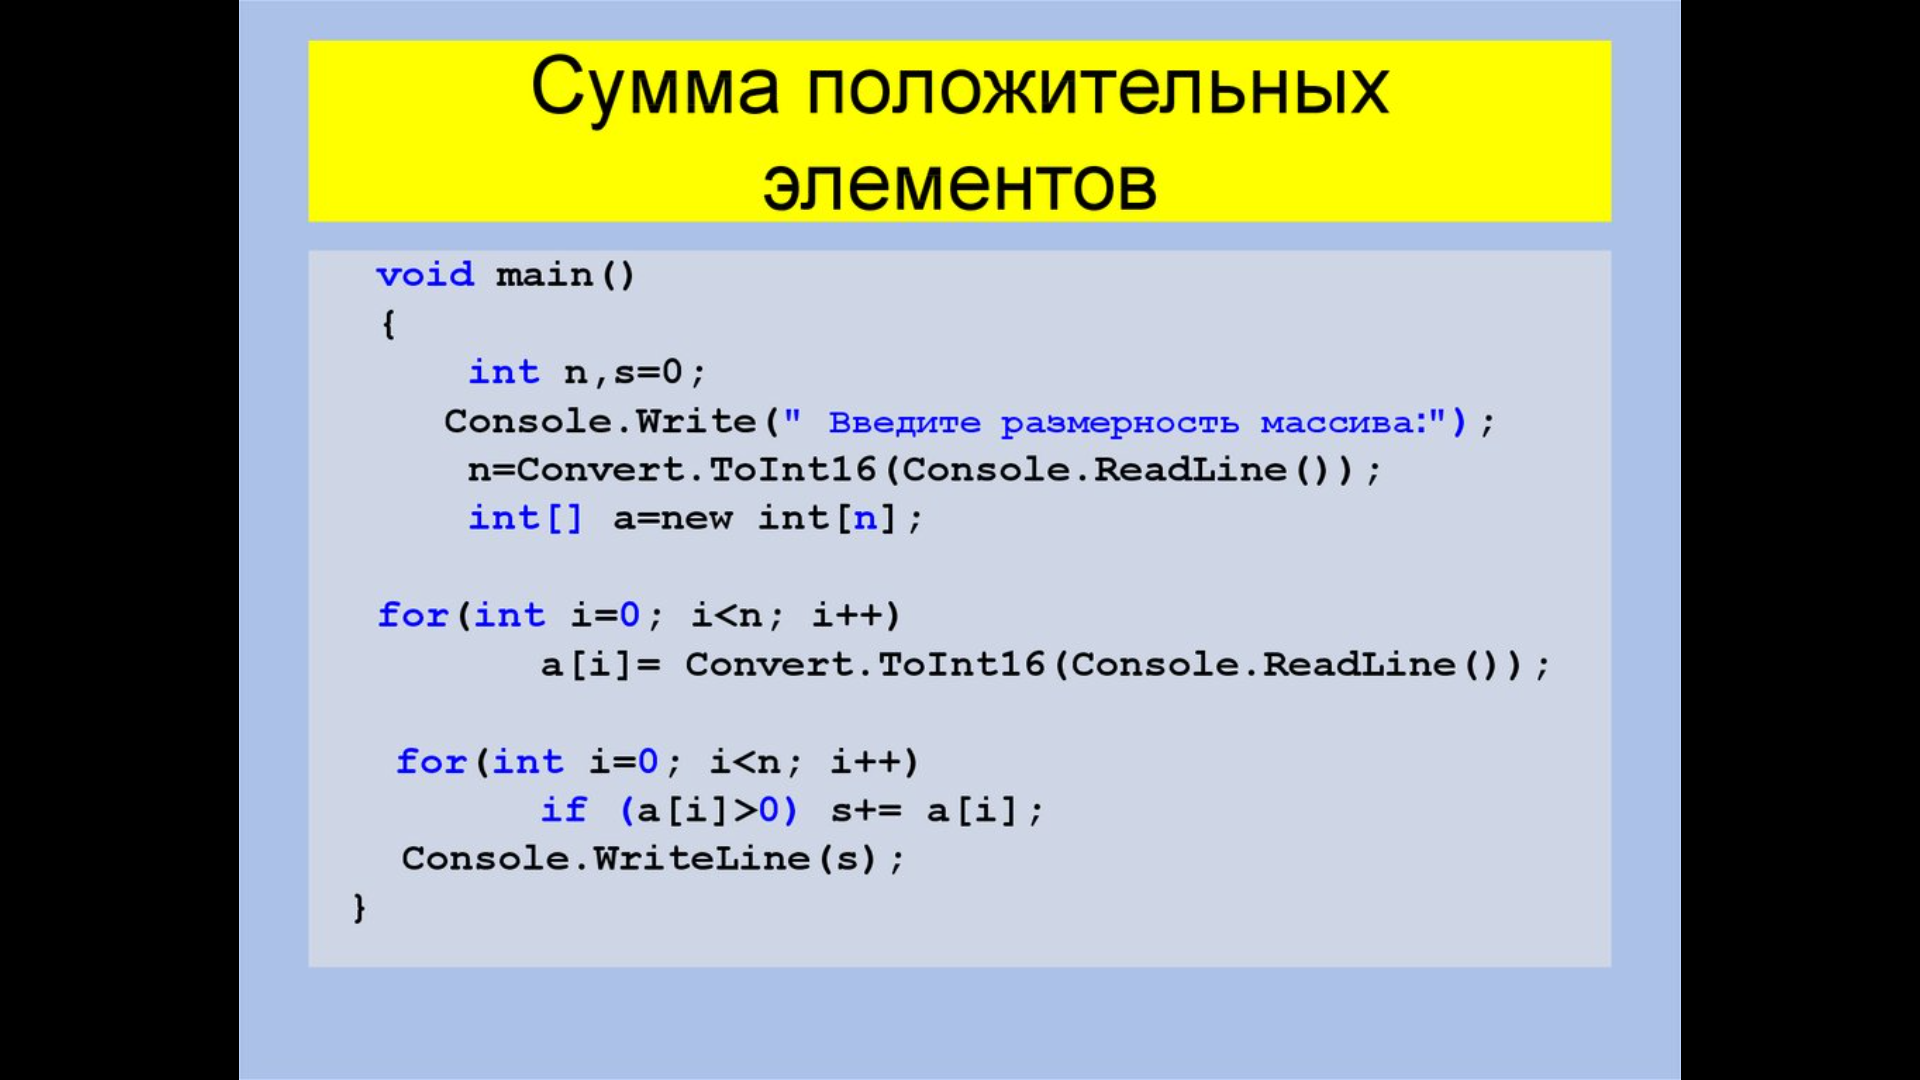 Сумма положительных
элементов
void main()
{
int n,s=0;
Console.Write(" Введите размерность массива:");
n=Convert.ToInt16(Console.ReadLine());
int[] a=new int[n];
for(int i=0; i<n; i++)
a[i]= Convert.ToInt16(Console.ReadLine());
for(int i=0; i<n; i++)
if (a[i]>0) s+= a[i];
Console.WriteLine(s);
}